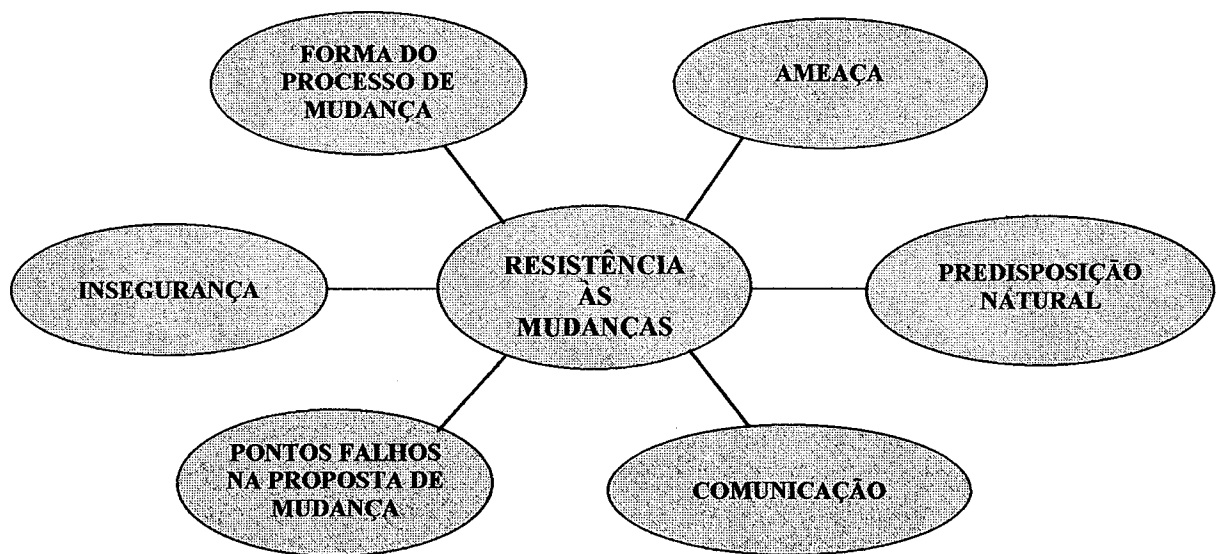 FORMA DO
PROCESSO DE
MUDANÇA
AMEAÇA
INSEGURANÇA
RESISTÊNCIA
ÀS
MUDANÇAS
PREDISPOSIÇÃO
NATURAL
PONTOS FALHOS
NA PROPOSTA DE
MUDANÇA
COMUNICAÇÃO